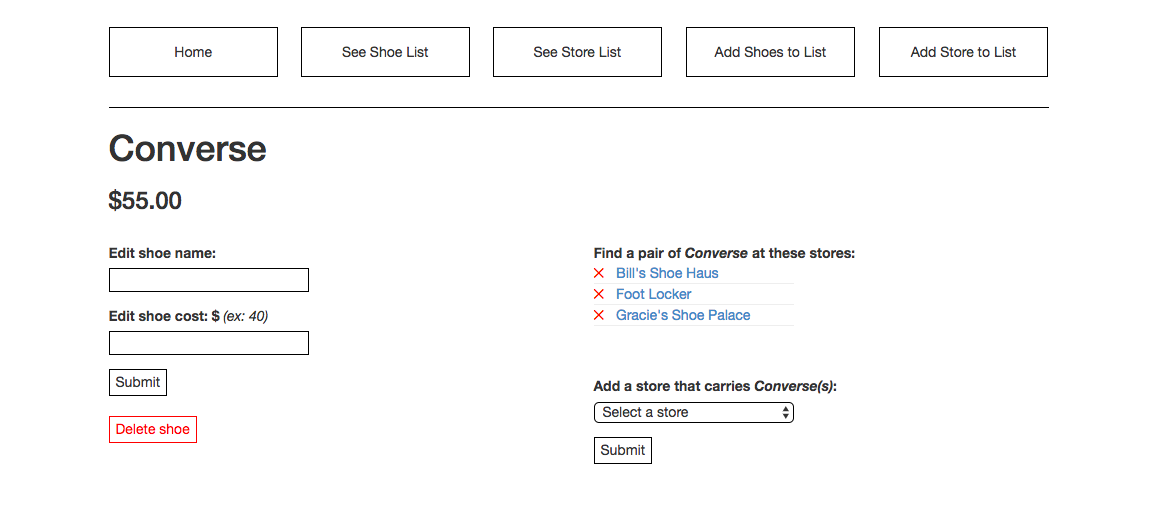 Home
See Shoe List
See Store List
Add Shoes to List
Add Store to List
Converse
$55.00
Edit shoe name:
Edit shoe cost: $ (ex: 40)
Submit
Delete shoe
Find a pair of Converse at these stores:
Bill's Shoe Haus
Foot Locker
Gracie's Shoe Palace
Add a store that carries Converse(s):
Select a store
Submit